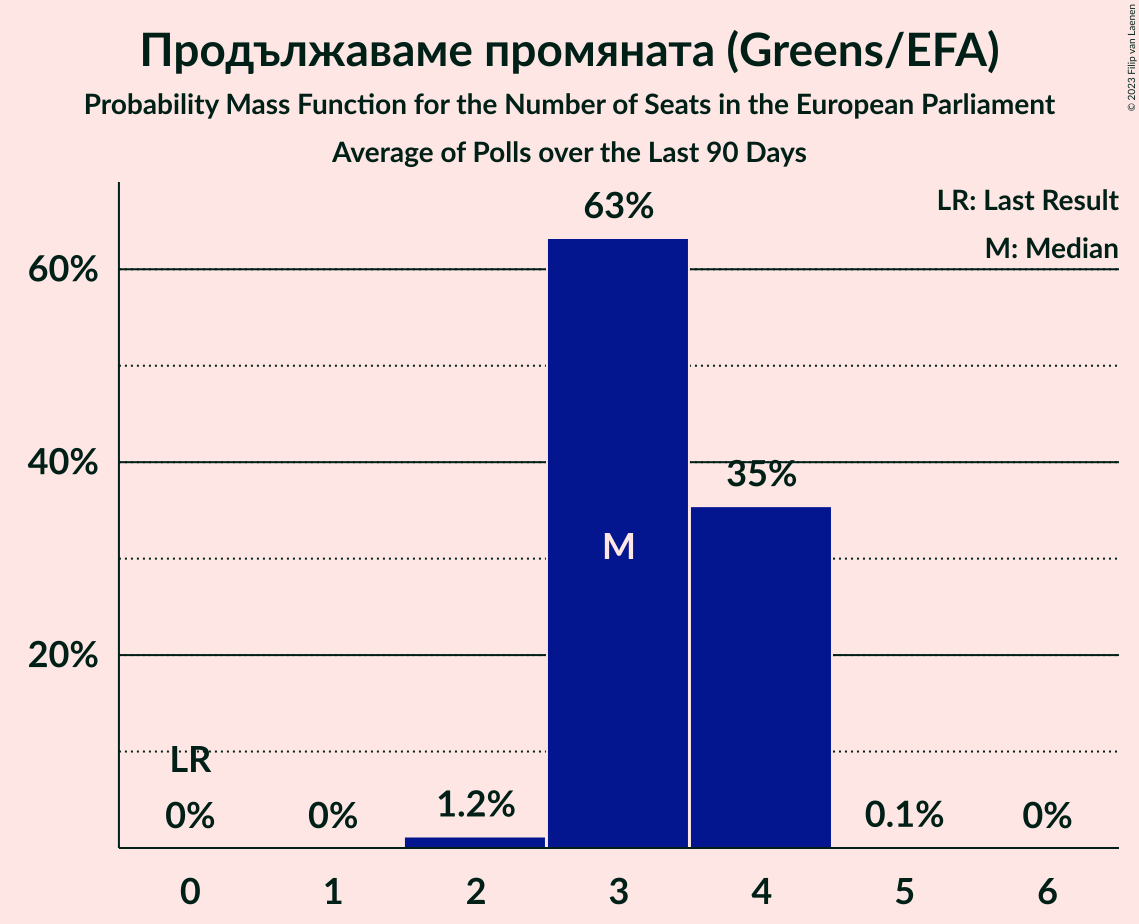 Продължаваме промяната (Greens/EFA)
Probability Mass Function for the Number of Seats in the European Parliament
Average of Polls over the Last 90 Days
© 2023 Filip van Laenen
LR: Last Result
M: Median
63%
60%
40%
35%
M
20%
LR
0%
0%
1.2%
0.1%
0%
0 1 2 3 4 5 6